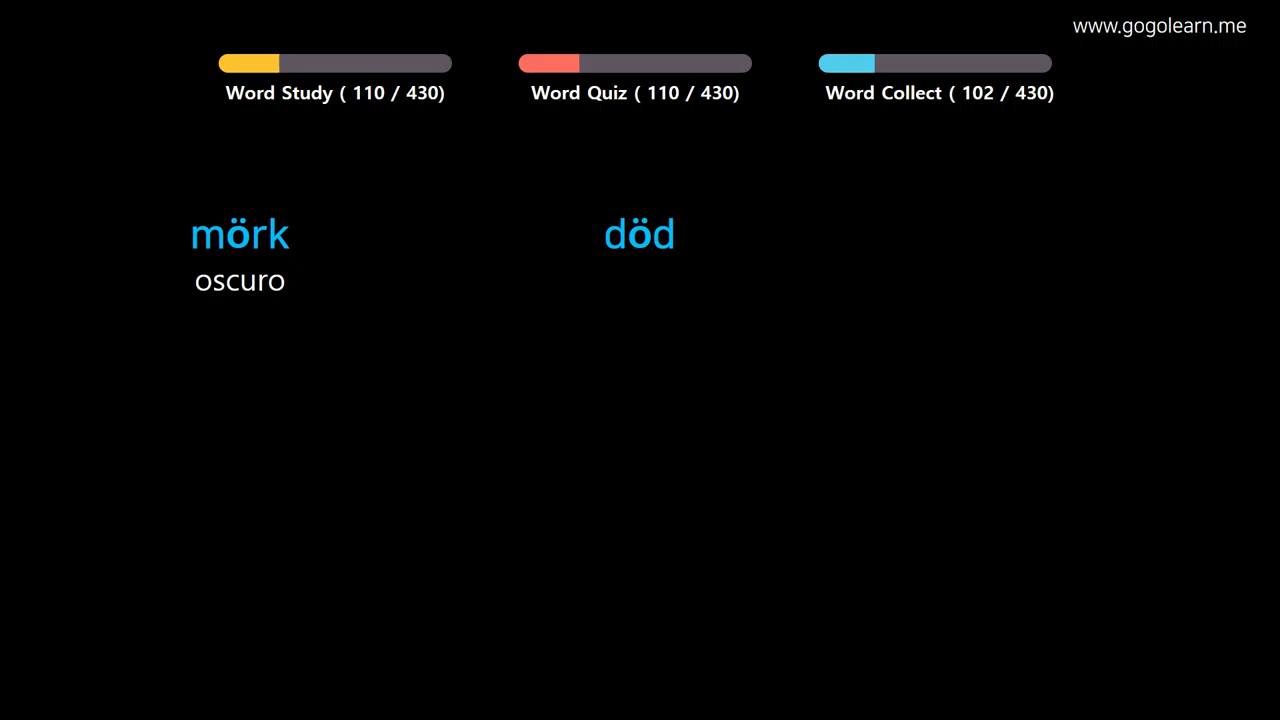 www.gogolearn.me
Word Study ( 110 / 430)
Word Quiz ( 110 / 430)
Word Collect ( 102 / 430)
mörk
oscuro
död